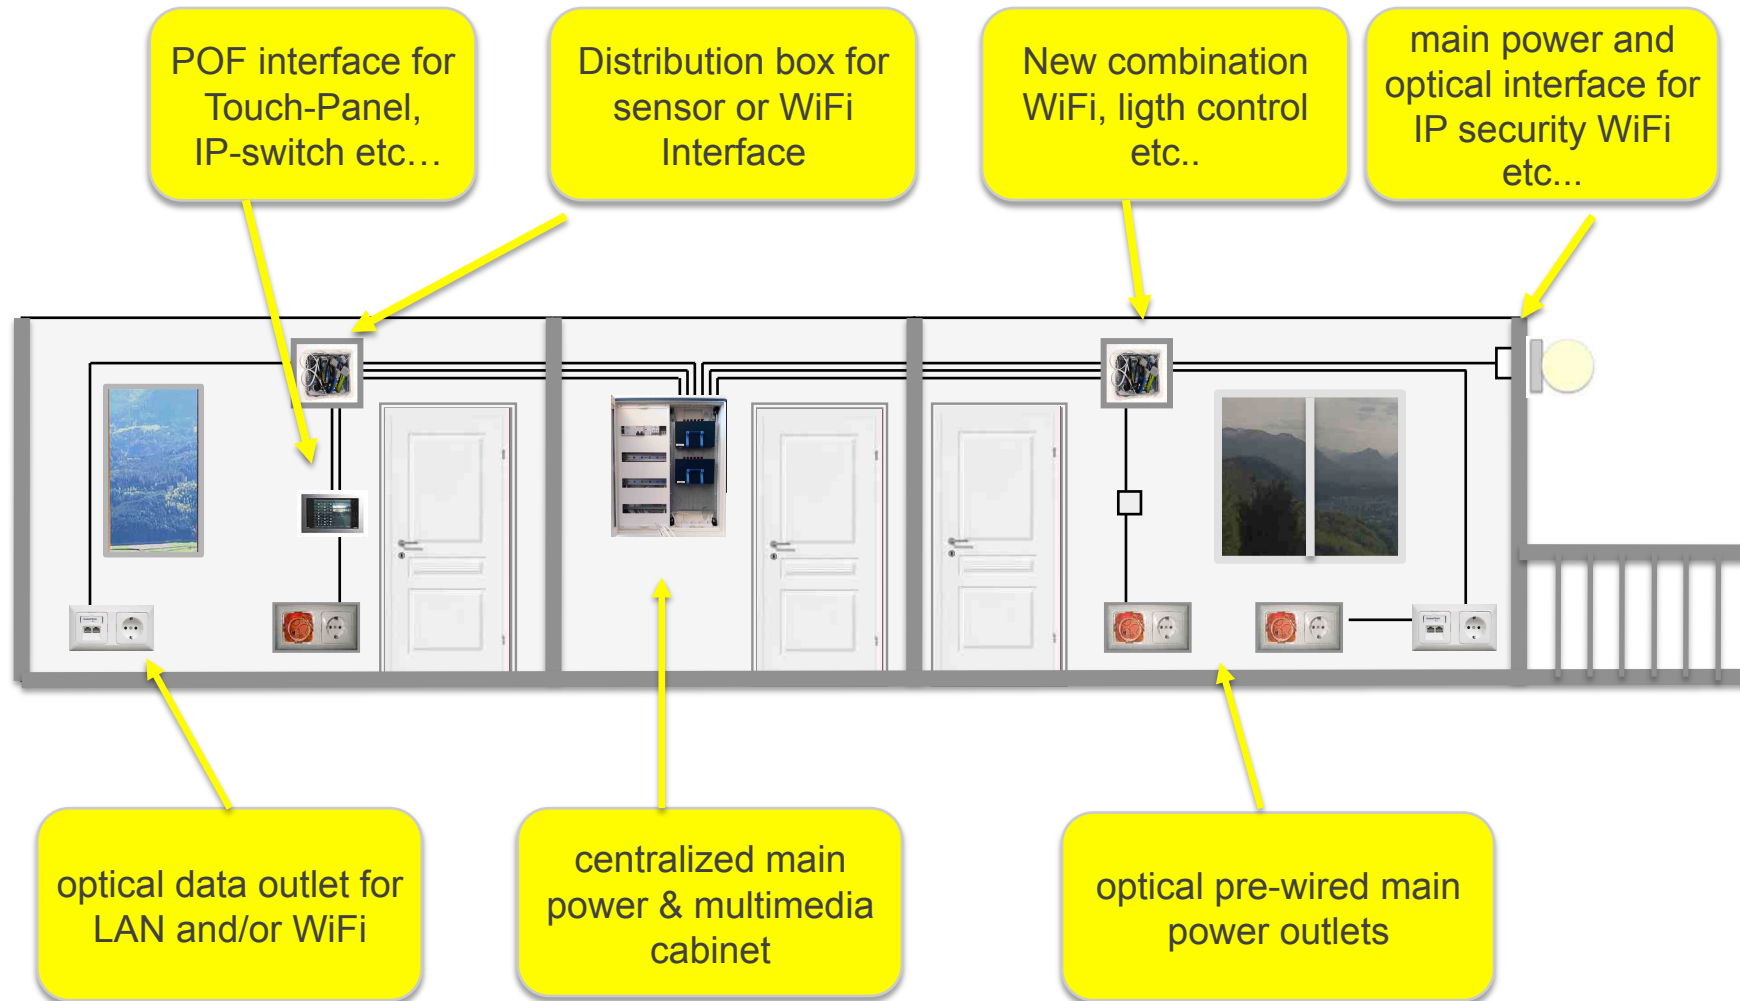 POF interface for
Touch-Panel,
IP-switch etc…
Distribution box for
sensor or WiFi
Interface
New combination
WiFi, ligth control
etc..
main power and
optical interface for
IP security WiFi
etc...
optical data outlet for
LAN and/or WiFi
centralized main
power & multimedia
cabinet
optical pre-wired main
power outlets